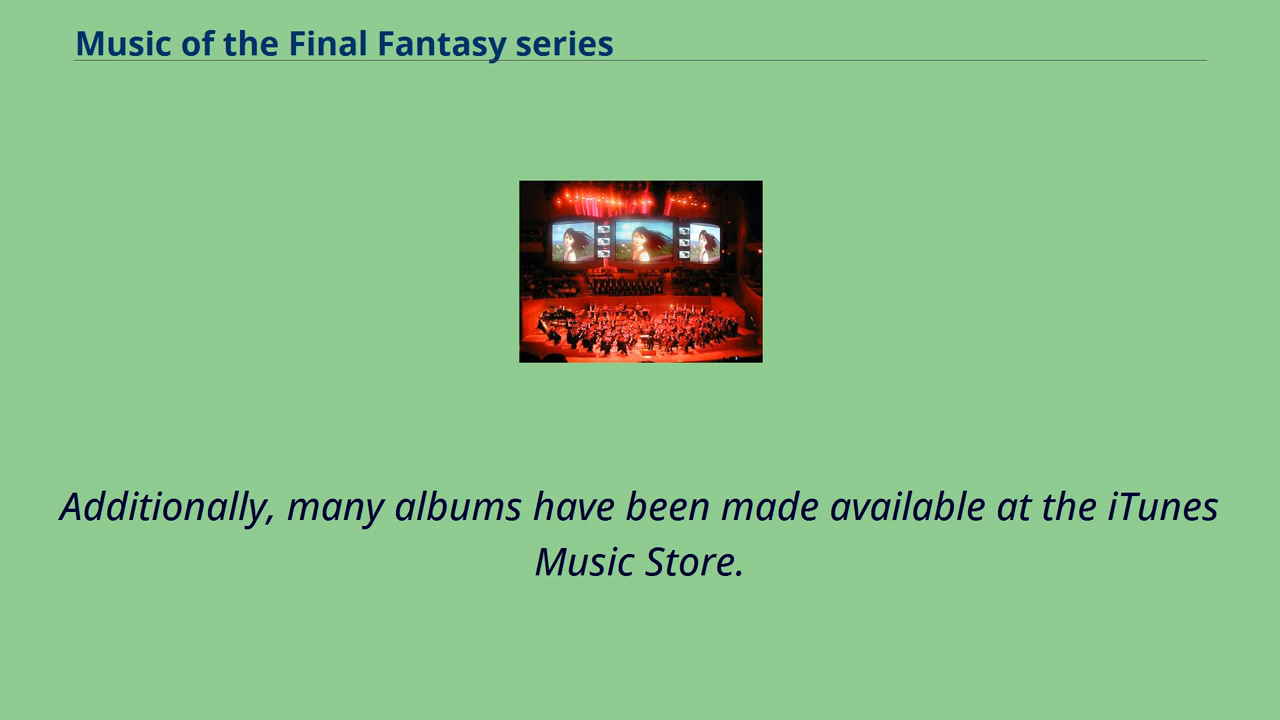 Music of the Final Fantasy series
Additionally, many albums have been made available at the iTunes
Music Store.